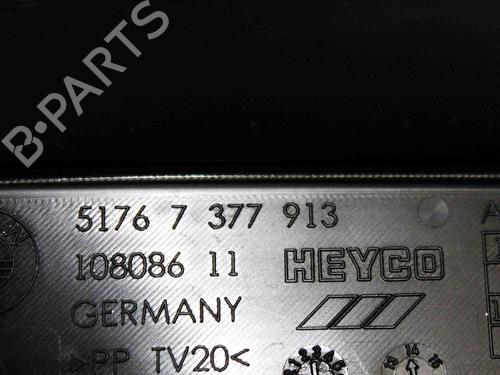 B-PARTS
5176 7 377 913
108086 11 HEYCO
GERMANY
>PP TV20<